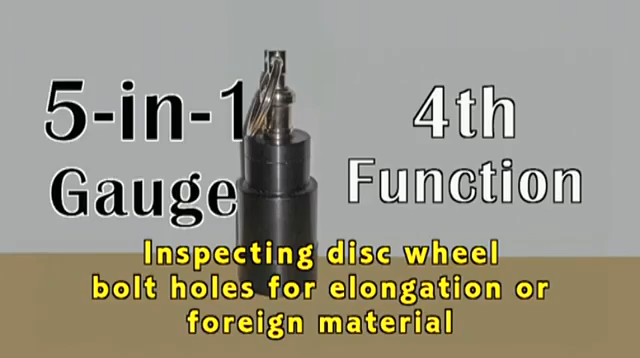 5-in-1
Gauge
4th
Function
Inspecting disc wheel
bolt holes for elongation or
foreign material